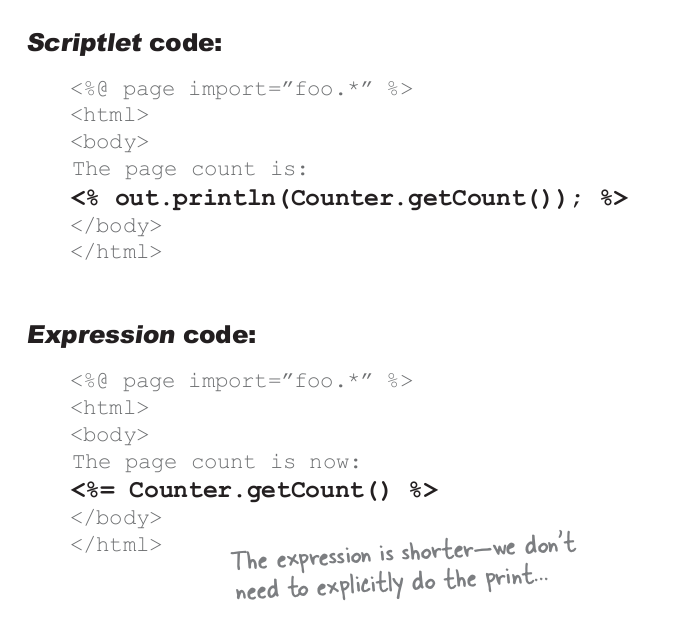 Scriptlet code:
<%@ page import=”foo.*” %>
<html>
<body>
The page count is:
<% out.println(Counter.getCount()); %>
</body>
</html>
Expression code:
<%@ page import=”foo.*” %>
<html>
<body>
The page count is now:
<%= Counter.getCount() %>
</body>
</html>
The expression is shorter—we don’t
need to explicitly do the print...